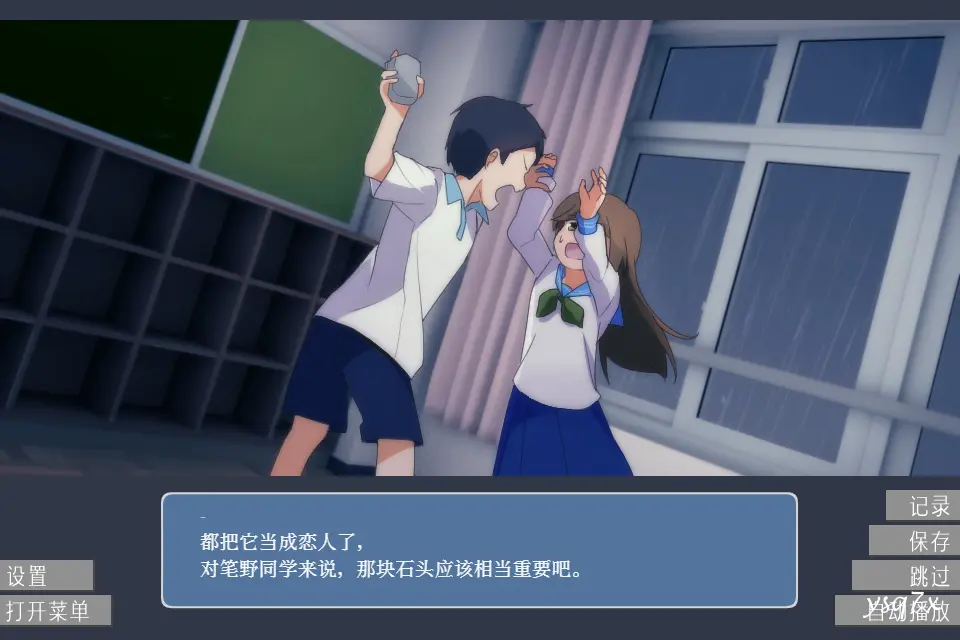 都把它当成恋人了，
对笔野同学来说，那块石头应该相当重要吧。
记录
保存
设置
跳过
打开菜单
自动播放
ysq7x